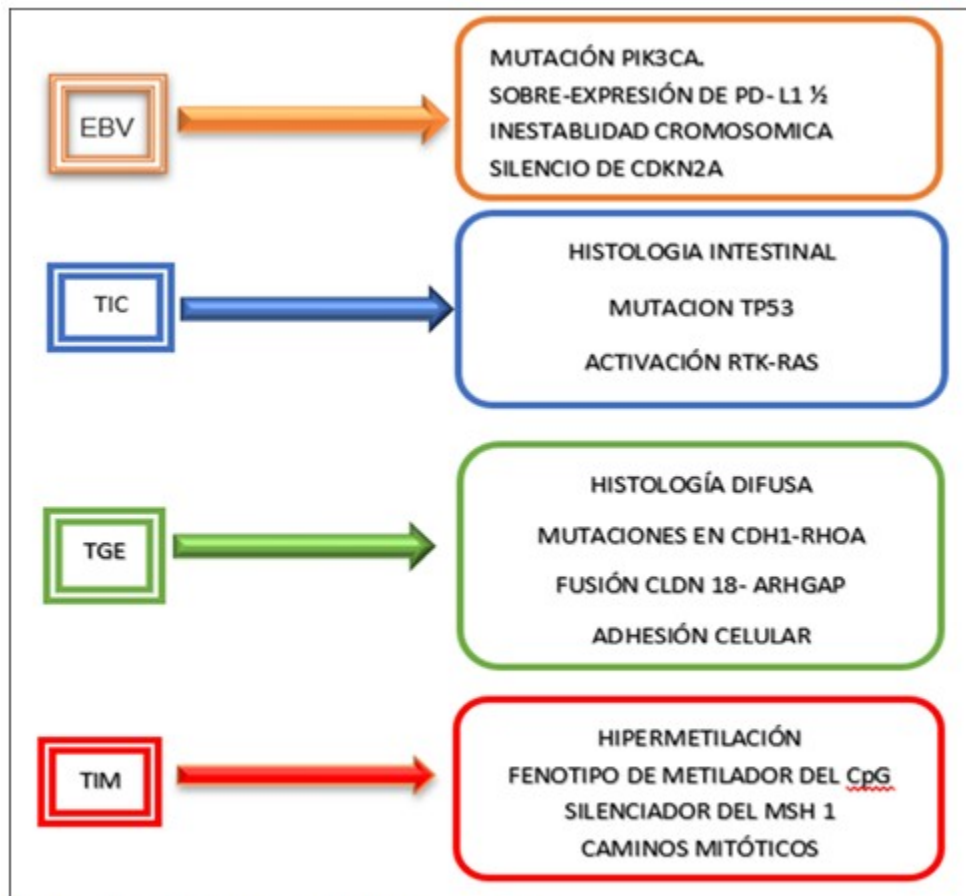 EBV
MUTACIÓN PIK3CA.
SOBRE-EXPRESIÓN DE PD- L1 ½
INESTABLIDAD CROMOSOMICA
SILENCIO DE CDKN2A
TIC
HISTOLOGIA INTESTINAL
MUTACION TP53
ACTIVACIÓN RTK-RAS
TGE
HISTOLOGÍA DIFUSA
MUTACIONES EN CDH1-RHOA
FUSIÓN CLDN 18- ARHGAP
ADHESIÓN CELULAR
TIM
HIPERMETILACIÓN
FENOTIPO DE METILADOR DEL CpG
SILENCIADOR DEL MSH 1
CAMINOS MITÓTICOS